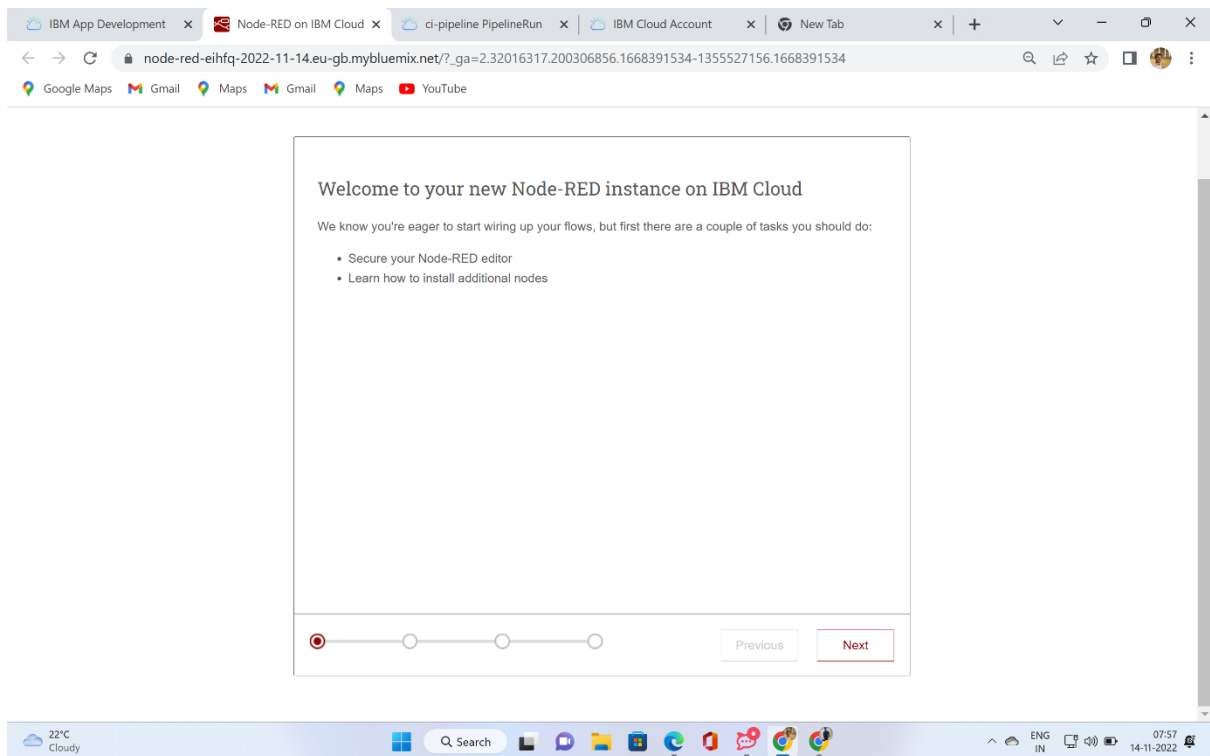 IBM App Development
Node-RED on IBM Cloud
ci-pipeline PipelineRun
IBM Cloud Account
New Tab
node-red-eihfq-2022-11-14.eu-gb.mybluemix.net/?_ga=2.32016317.200306856.1668391534-1355527156.1668391534
Google Maps
Gmail
Maps
Gmail
Maps
YouTube
Welcome to your new Node-RED instance on IBM Cloud
We know you're eager to start wiring up your flows, but first there are a couple of tasks you should do:
• Secure your Node-RED editor
• Learn how to install additional nodes
Previous
Next
22°C
Cloudy
Search
ENG
IN
07:57
14-11-2022